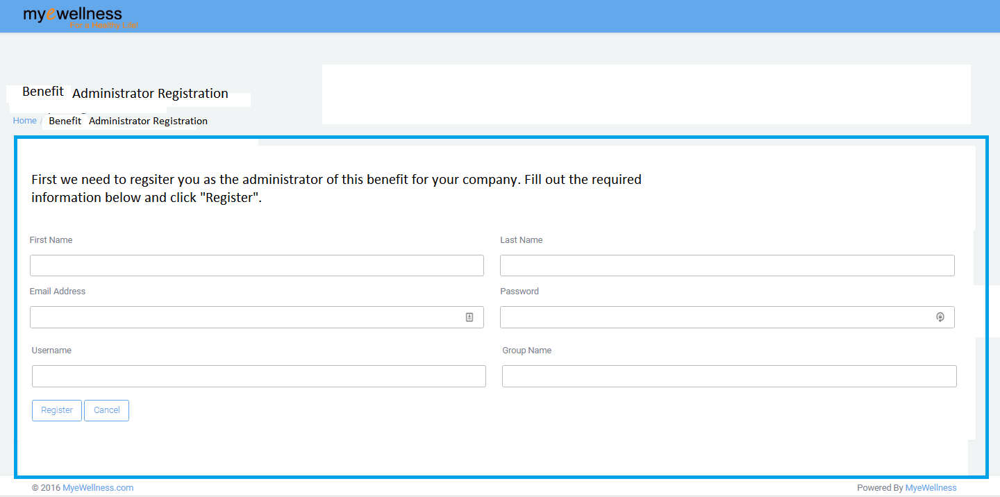 myewellness
For a Healthy Life
Benefit Administrator Registration
Home / Benefit Administrator Registration
First we need to regsiter you as the administrator of this benefit for your company. Fill out the required
information below and click "Register".
First Name Last Name
Email Address Password
Username Group Name
Register Cancel
© 2016 MyeWellness.com Powered By MyeWellness